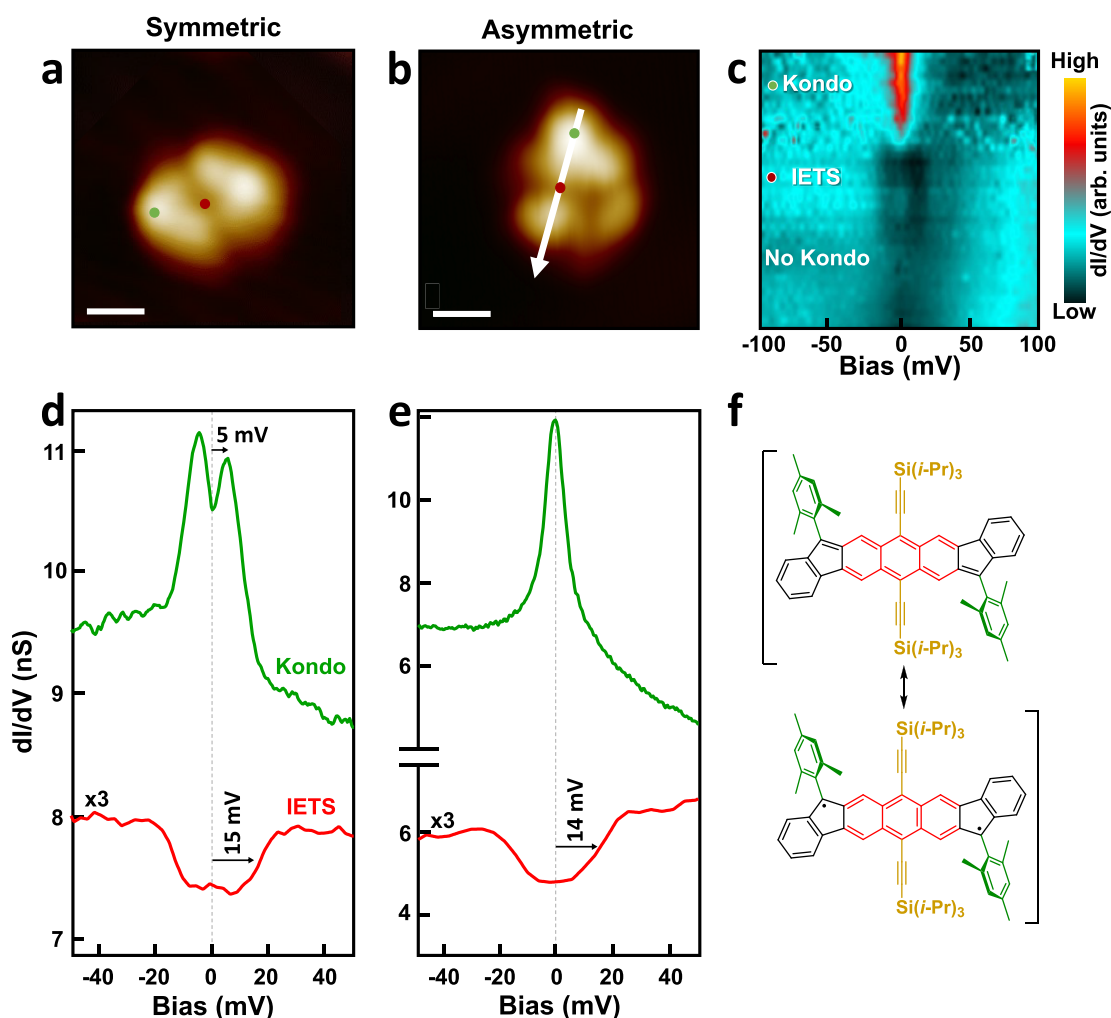 Symmetric
Asymmetric
a
b
c
Kondo
IETS
No Kondo
High
dI/dV (arb. units)
Low
-100
-50
0
50
100
Bias (mV)
d
5 mV
11
10
9
8
7
dI/dV (nS)
Kondo
x3
IETS
15 mV
-40
-20
0
20
40
Bias (mV)
e
12
10
8
6
x3
14 mV
6
4
-40
-20
0
20
40
Bias (mV)
f
Si(i-Pr)3
Si(i-Pr)3
Si(i-Pr)3
Si(i-Pr)3